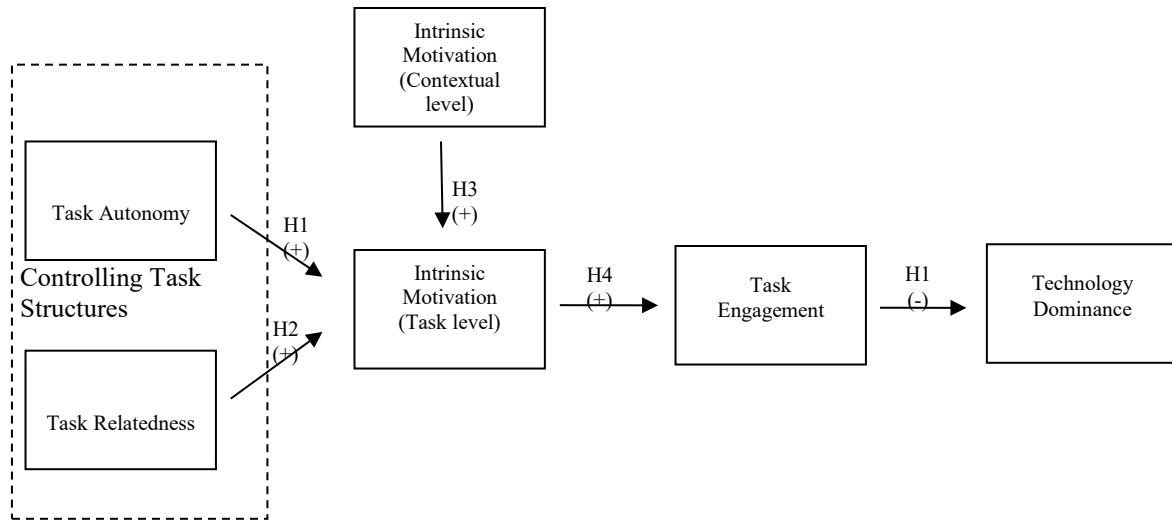 Intrinsic
Motivation
(Contextual
level)
Task Autonomy
H3
(+)
H1
(+)
Controlling Task
Structures
Intrinsic
Motivation
(Task level)
H4
(+)
Task
Engagement
H1
(-)
Technology
Dominance
H2
(+)
Task Relatedness